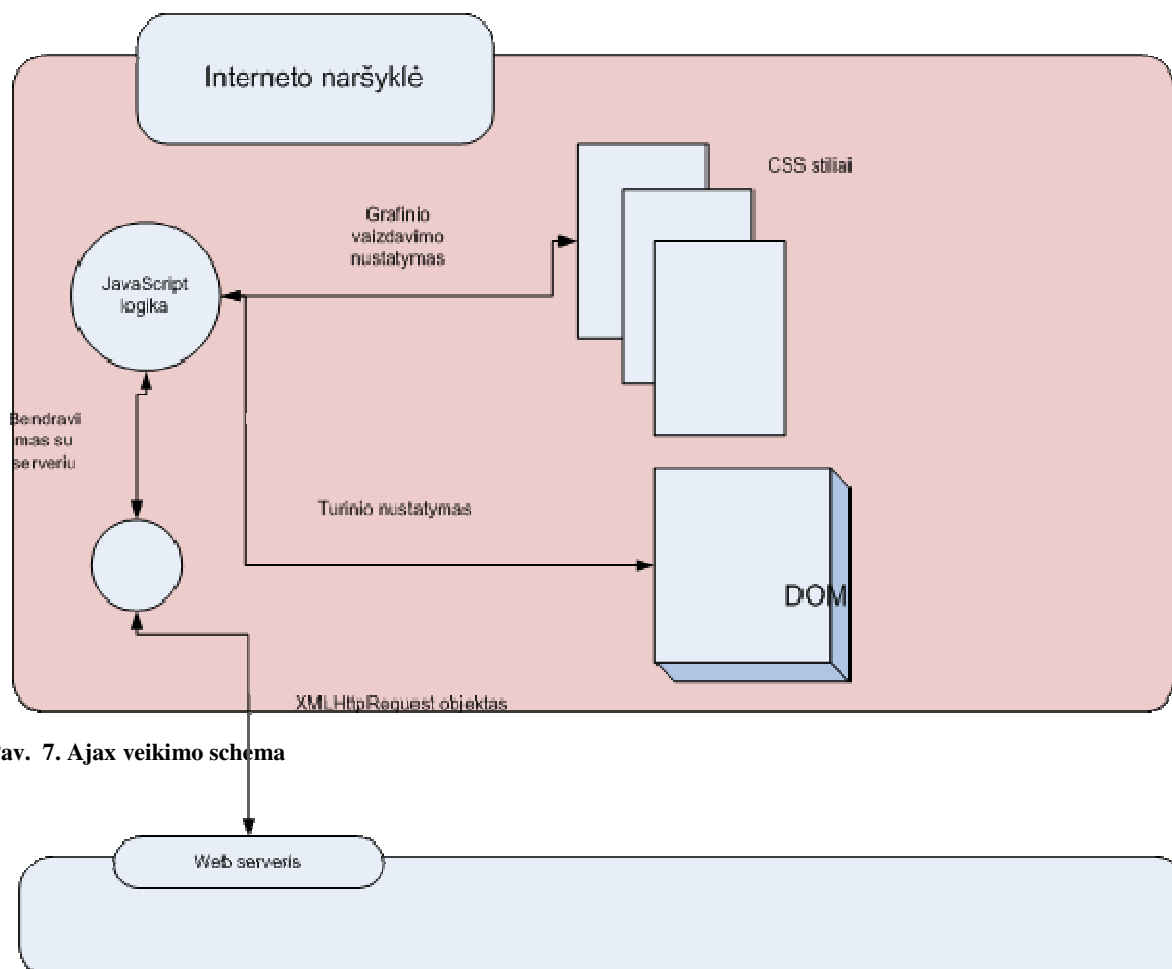 Interneto naršyklė
CSS stiliai
Grafinio
vaizdavimo
nustatymas
JavaScript
logika
Bendravi
mas su
serveriu
Turinio nustatymas
DOM
XMLHttpRequest objektas
av. 7. Ajax veikimo schema
Web serveris